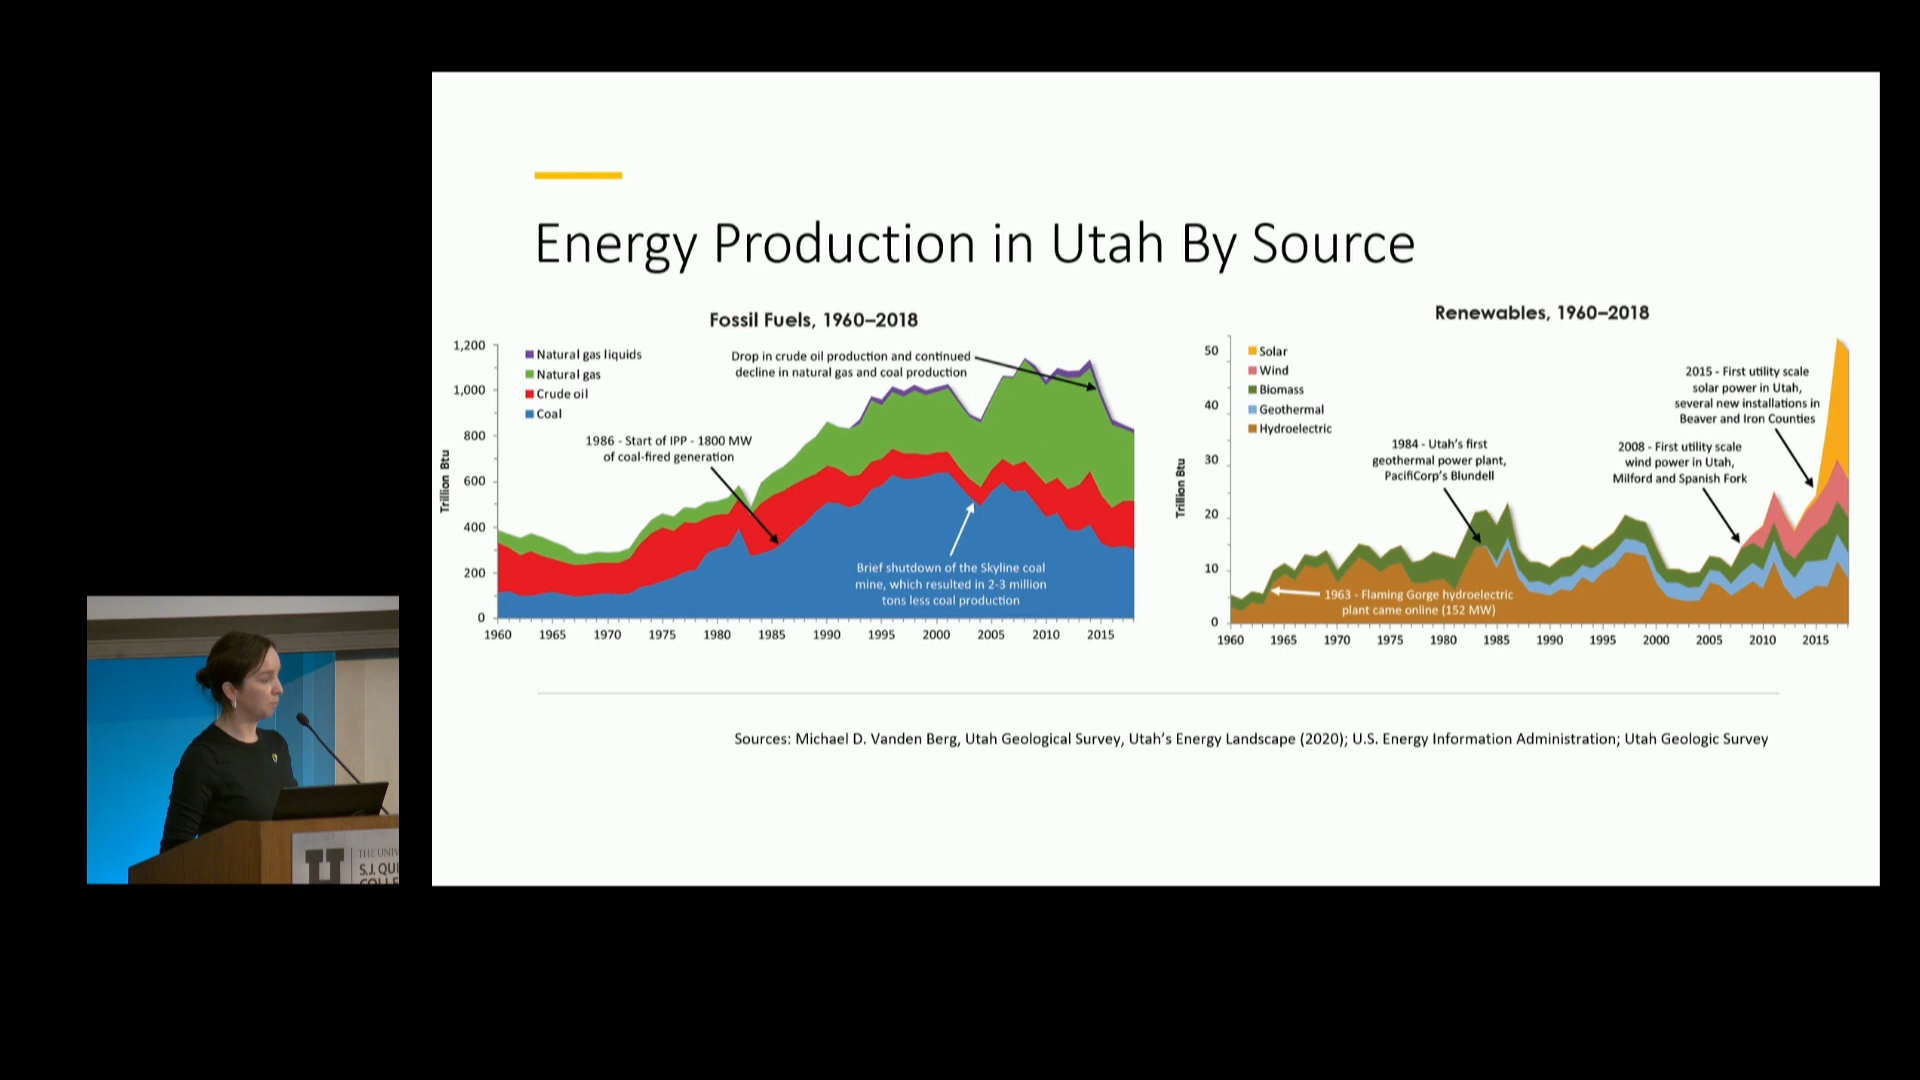 Energy Production in Utah By Source
Fossil Fuels, 1960–2018
Trillion Btu
1,200
1,000
800
600
400
200
0
Natural gas liquids
Natural gas
Crude oil
Coal
Drop in crude oil production and continued
decline in natural gas and coal production
1986 - Start of IPP - 1800 MW
of coal-fired generation
Brief shutdown of the Skyline coal
mine, which resulted in 2-3 million
tons less coal production
1960 1965 1970 1975 1980 1985 1990 1995 2000 2005 2010 2015
Renewables, 1960–2018
Trillion Btu
50
40
30
20
10
0
Solar
Wind
Biomass
Geothermal
Hydroelectric
2015 - First utility scale
solar power in Utah,
several new installations in
Beaver and Iron Counties
1984 - Utah's first
geothermal power plant,
PacifiCorp's Blundell
2008 - First utility scale
wind power in Utah,
Milford and Spanish Fork
1963 - Flaming Gorge hydroelectric
plant came online (152 MW)
1960 1965 1970 1975 1980 1985 1990 1995 2000 2005 2010 2015
Sources: Michael D. Vanden Berg, Utah Geological Survey, Utah's Energy Landscape (2020); U.S. Energy Information Administration; Utah Geologic Survey
U
THE UNIV
S.J. QUI
COLLE